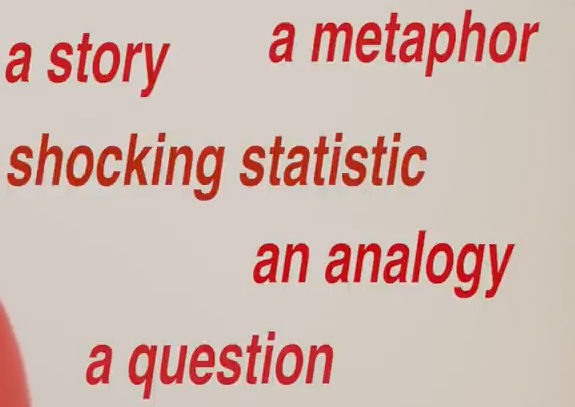 a story
a metaphor
shocking statistic
an analogy
a question